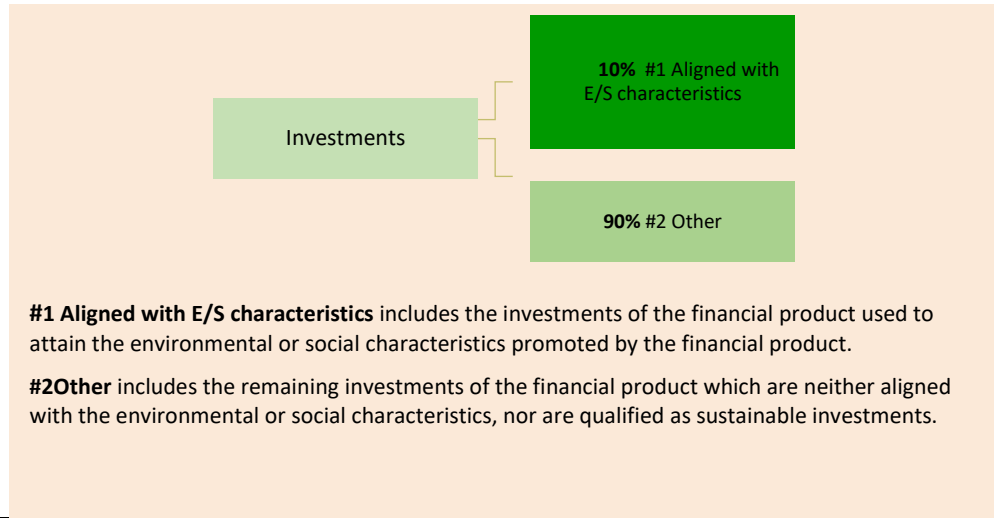 10% #1 Aligned with
E/S characteristics
Investments
90% #2 Other
#1 Aligned with E/S characteristics includes the investments of the financial product used to
attain the environmental or social characteristics promoted by the financial product.
#2Other includes the remaining investments of the financial product which are neither aligned
with the environmental or social characteristics, nor are qualified as sustainable investments.